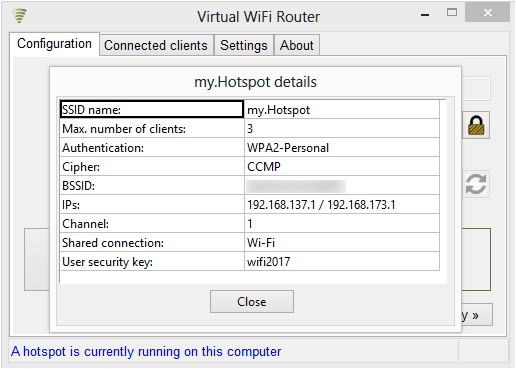 Virtual WiFi Router
Configuration Connected clients Settings About
my.Hotspot details
SSID name: my.Hotspot
Max. number of clients: 3
Authentication: WPA2-Personal
Cipher: CCMP
BSSID:
IPs: 192.168.137.1 / 192.168.173.1
Channel: 1
Shared connection: Wi-Fi
User security key: wifi2017
Close
y »
A hotspot is currently running on this computer